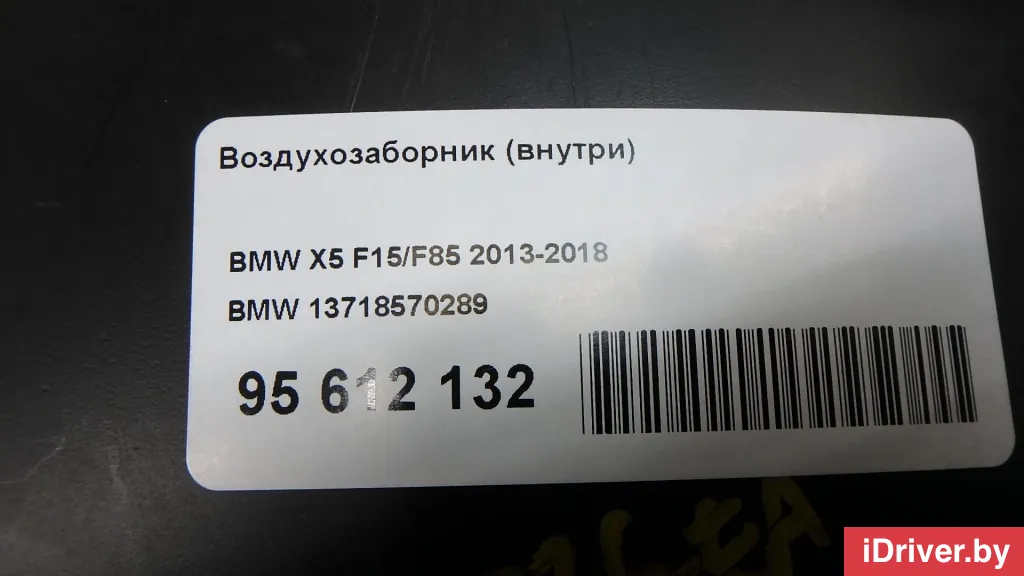 Воздухозаборник (внутри)
BMW X5 F15/F85 2013-2018
BMW 13718570289
95 612 132
iDriver.by